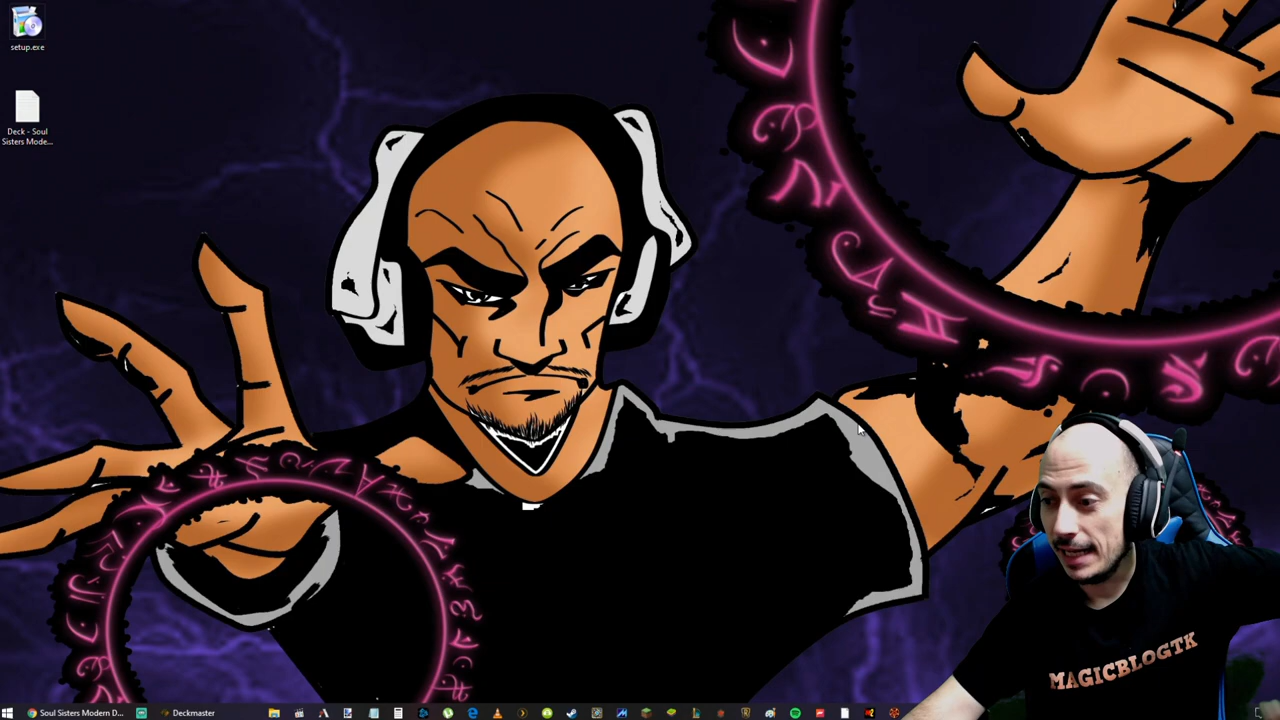 setup.exe
Deck - Soul
Sisters Mode...
MAGICBLOGTK
Soul Sisters Modern D...
Deckmaster